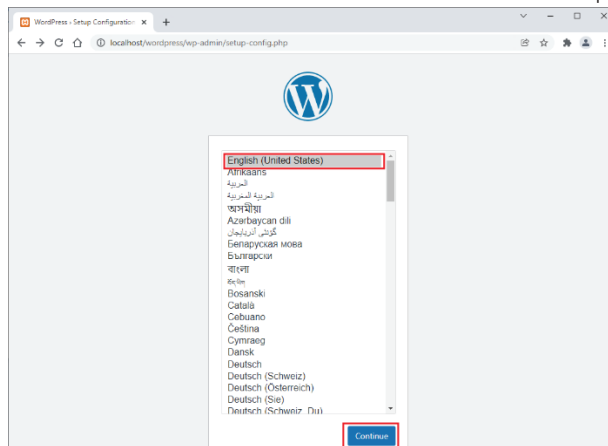 WordPress › Setup Configuration
localhost/wordpress/wp-admin/setup-config.php
English (United States)
Afrikaans
العربية
العربية المغربية
অসমীয়া
Azərbaycan dili
گؤنئی آذربایجان
Беларуская мова
Български
বাংলা
Bosanski
Català
Cebuano
Čeština
Cymraeg
Dansk
Deutsch
Deutsch (Schweiz)
Deutsch (Österreich)
Deutsch (Sie)
Deutsch (Schweiz, Du)
Continue